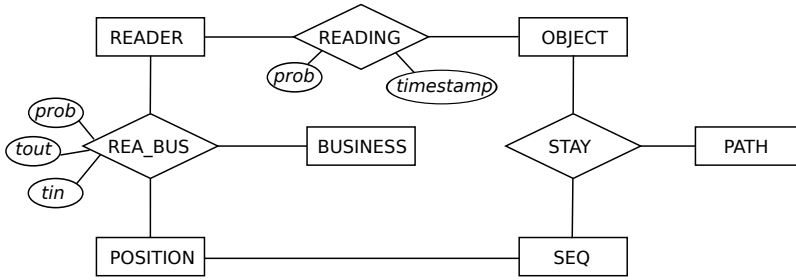 READER
READING
OBJECT
prob
timestamp
prob
tout
tin
REA_BUS
BUSINESS
STAY
PATH
POSITION
SEQ